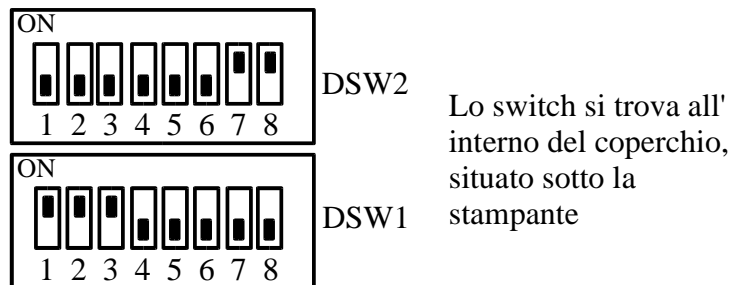 ON
DSW2
1 2 3 4 5 6 7 8
ON
DSW1
1 2 3 4 5 6 7 8
Lo switch si trova all'
interno del coperchio,
situato sotto la
stampante